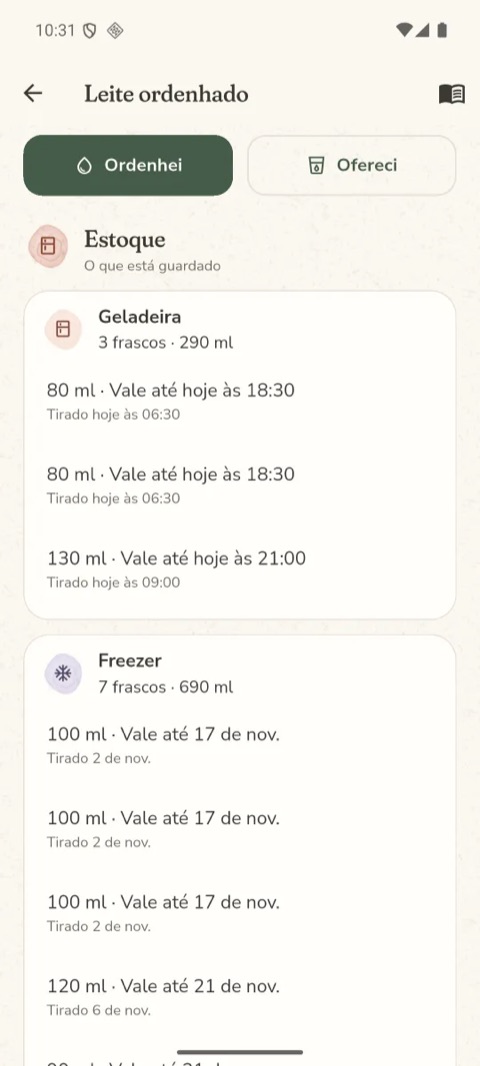 10:31
Leite ordenhado
Ordenhei
Ofereci
Estoque
O que está guardado
Geladeira
3 frascos · 290 ml
80 ml · Vale até hoje às 18:30
Tirado hoje às 06:30
80 ml · Vale até hoje às 18:30
Tirado hoje às 06:30
130 ml · Vale até hoje às 21:00
Tirado hoje às 09:00
Freezer
7 frascos · 690 ml
100 ml · Vale até 17 de nov.
Tirado 2 de nov.
100 ml · Vale até 17 de nov.
Tirado 2 de nov.
100 ml · Vale até 17 de nov.
Tirado 2 de nov.
120 ml · Vale até 21 de nov.
Tirado 6 de nov.